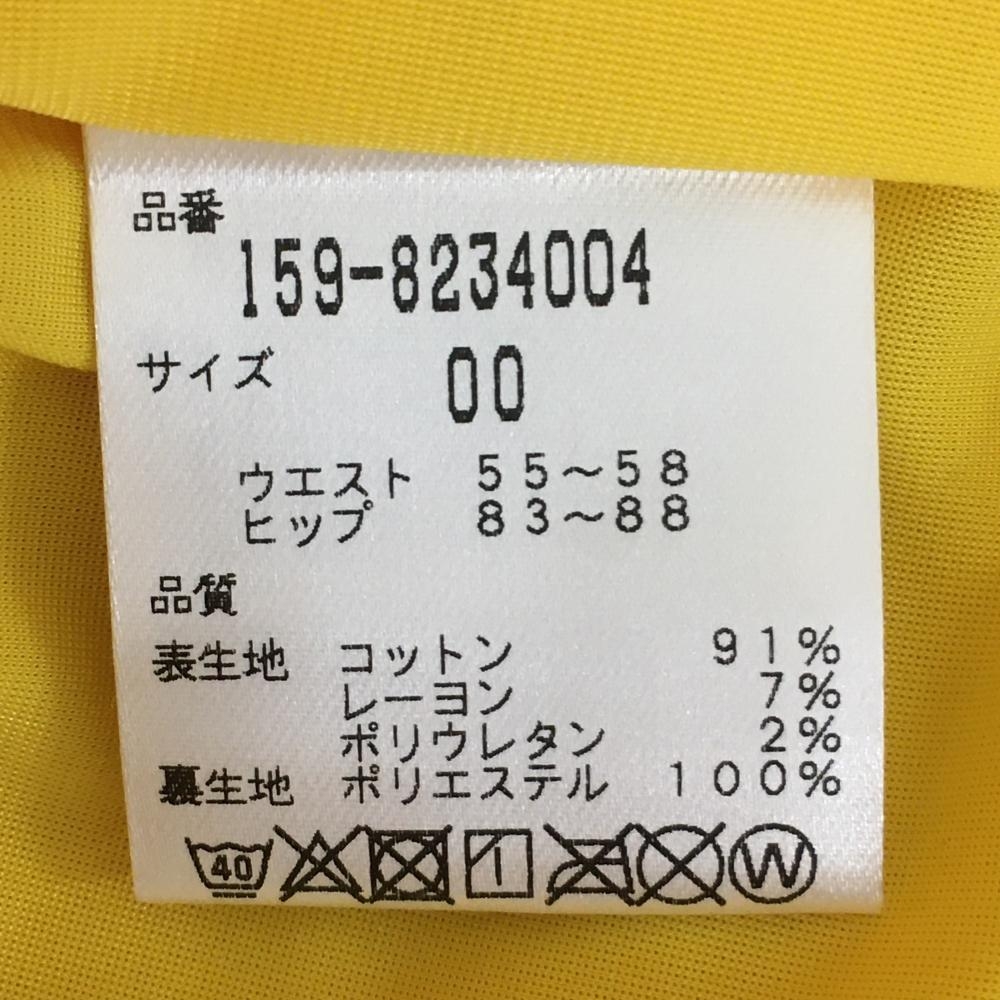 品番
159-8234004
サイズ 00
ウエスト 55～58
ヒップ 83～88
品質
表生地 コットン 91%
レーヨン 7%
ポリウレタン 2%
裏生地 ポリエステル 100%
40 W